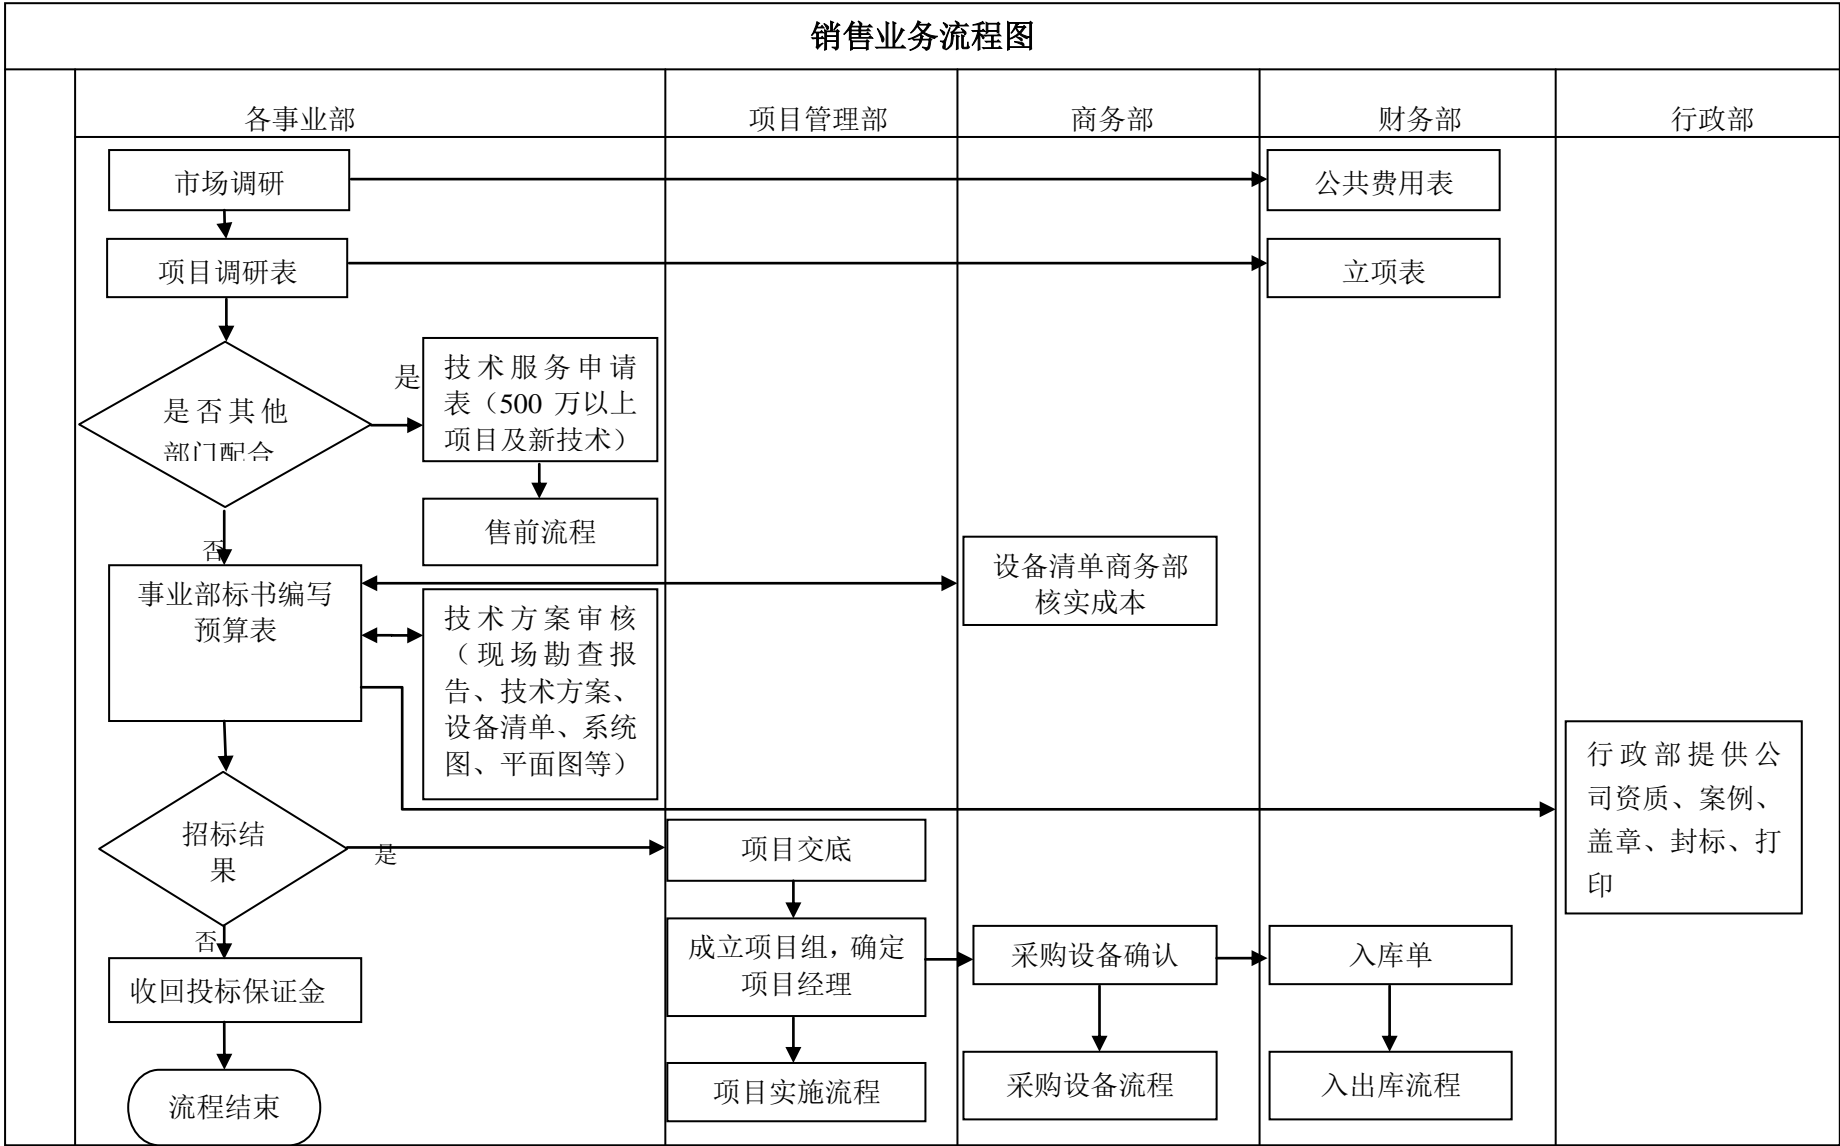 销售业务流程图
各事业部
项目管理部
商务部
财务部
行政部
市场调研
公共费用表
项目调研表
立项表
是否其他
部门配合
是
技术服务申请
表（500 万以上
项目及新技术）
售前流程
否
事业部标书编写
预算表
设备清单商务部
核实成本
技术方案审核
（现场勘查报
告、技术方案、
设备清单、系统
图、平面图等）
行政部提供公
司资质、案例、
盖章、封标、打
印
招标结
果
是
项目交底
否
成立项目组，确定
项目经理
采购设备确认
入库单
收回投标保证金
项目实施流程
采购设备流程
入出库流程
流程结束